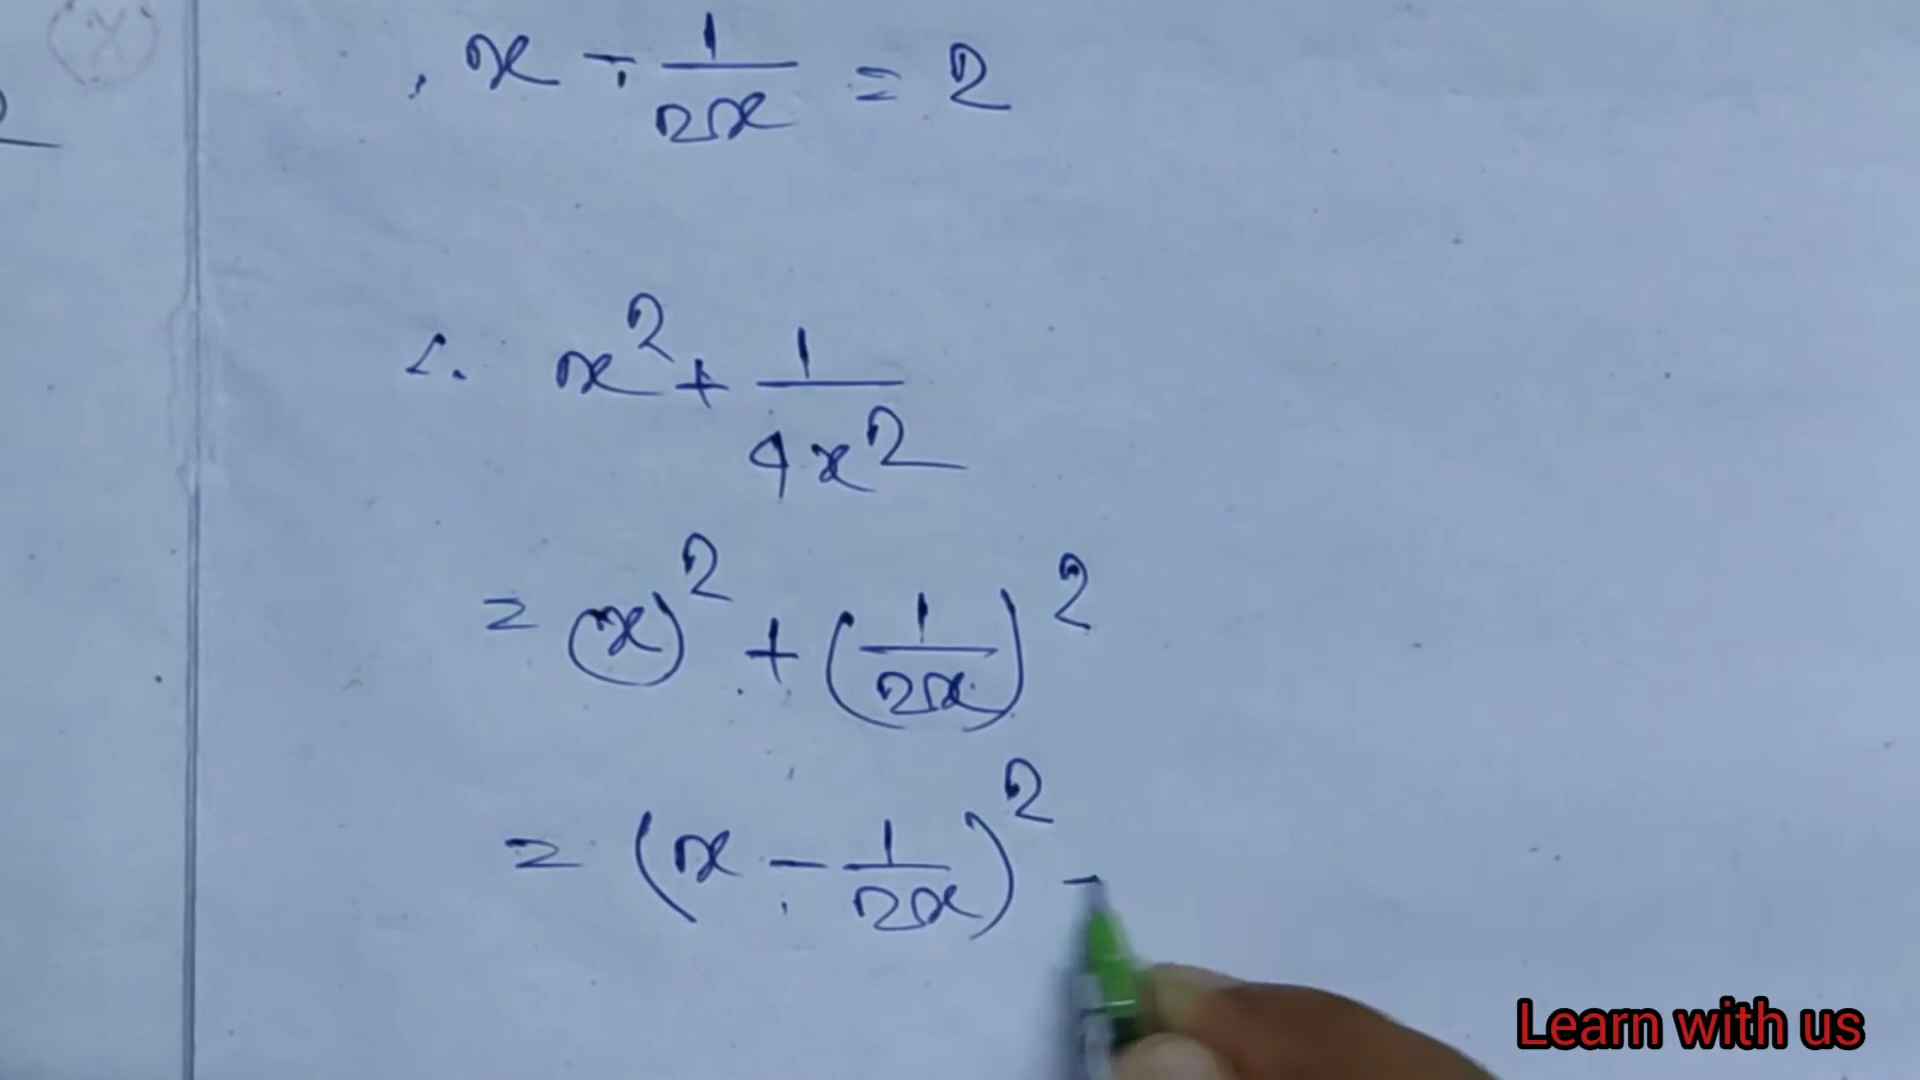 x - 1/2x = 2
∴ x² + 1/4x²
= (x)² + (1/2x)²
= (x - 1/2x)² -
Learn with us